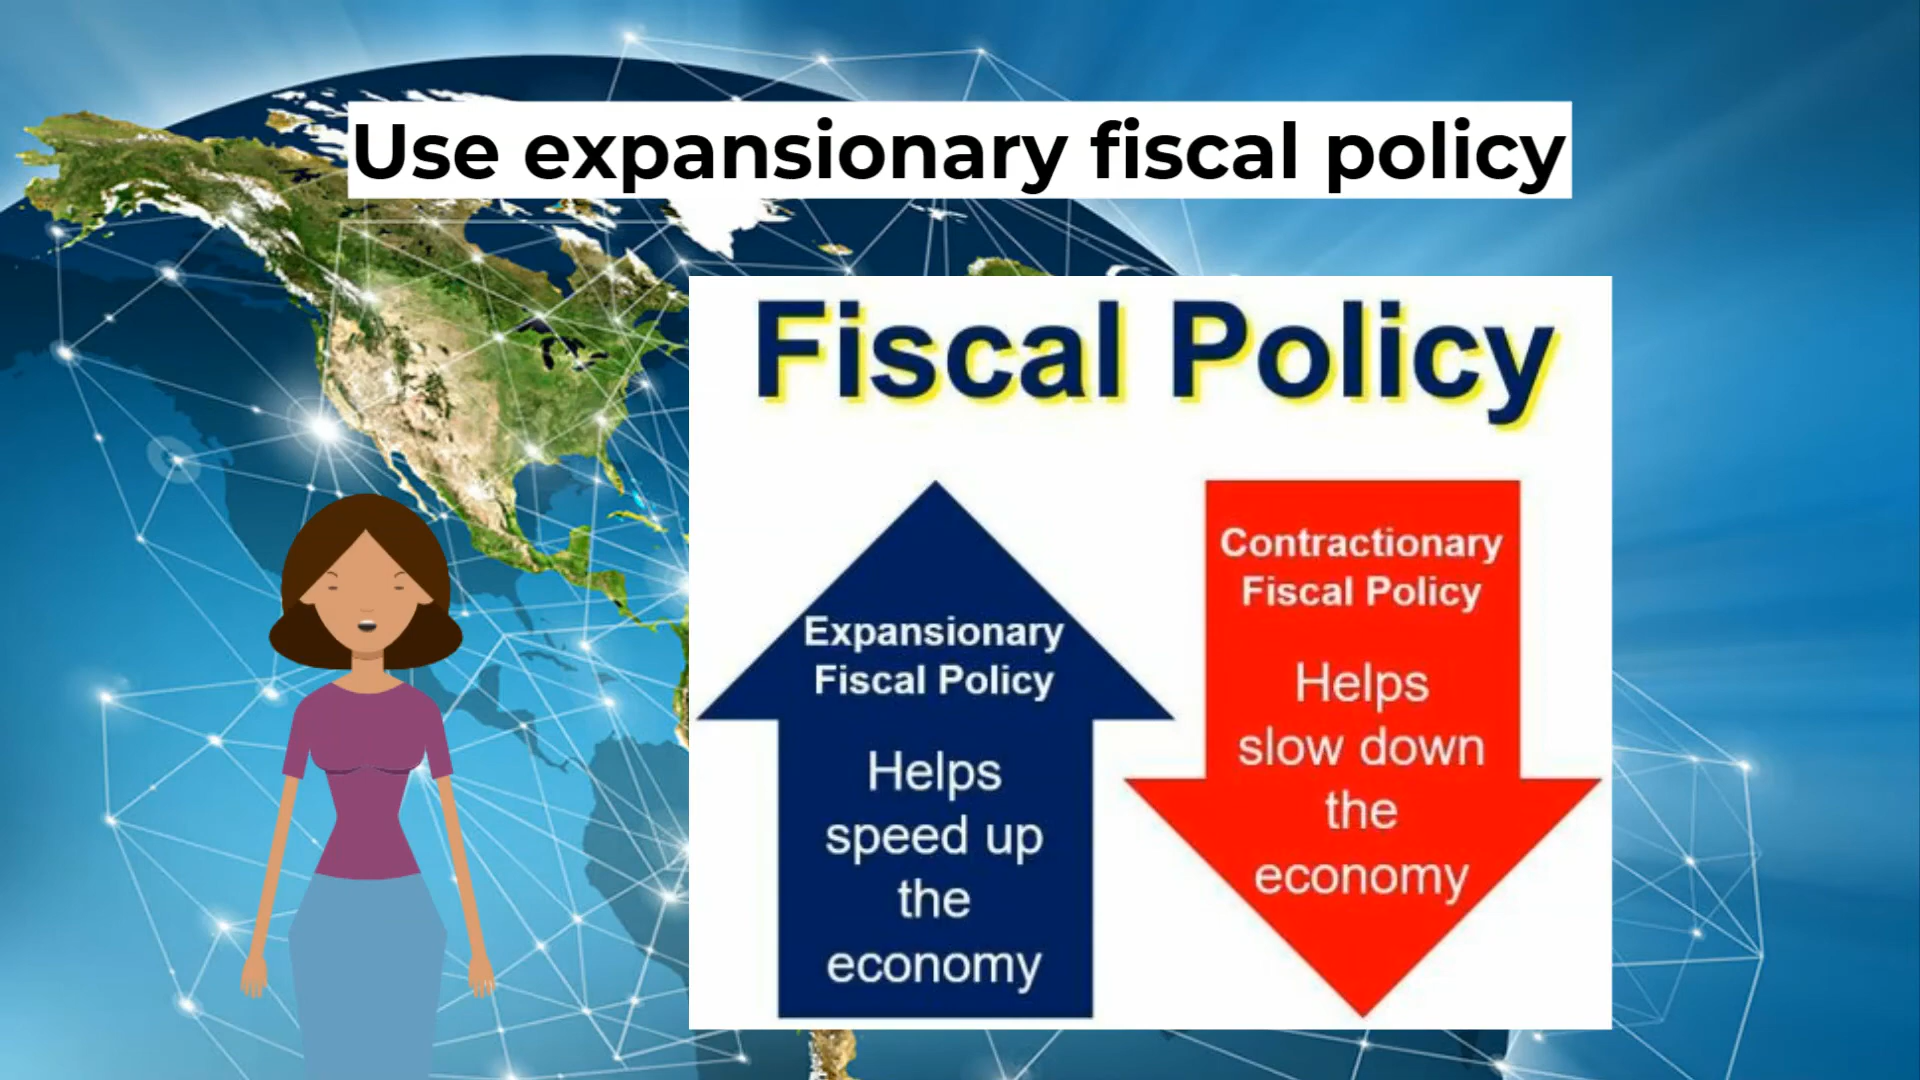 Use expansionary fiscal policy
Fiscal Policy
Expansionary
Fiscal Policy
Helps
speed up
the
economy
Contractionary
Fiscal Policy
Helps
slow down
the
economy